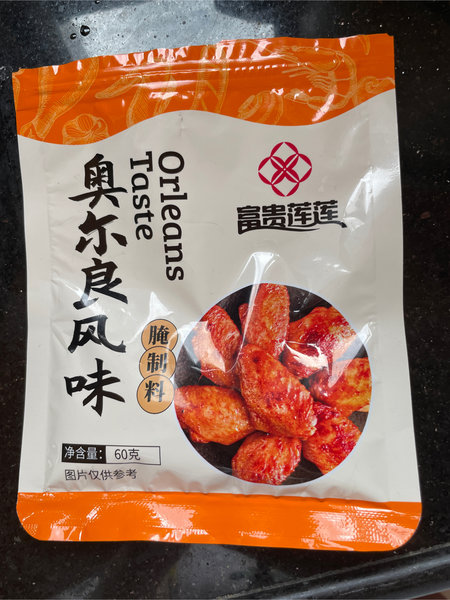 富贵莲莲
Orleans
Taste
奥尔良风味
腌制料
净含量: 60克
图片仅供参考